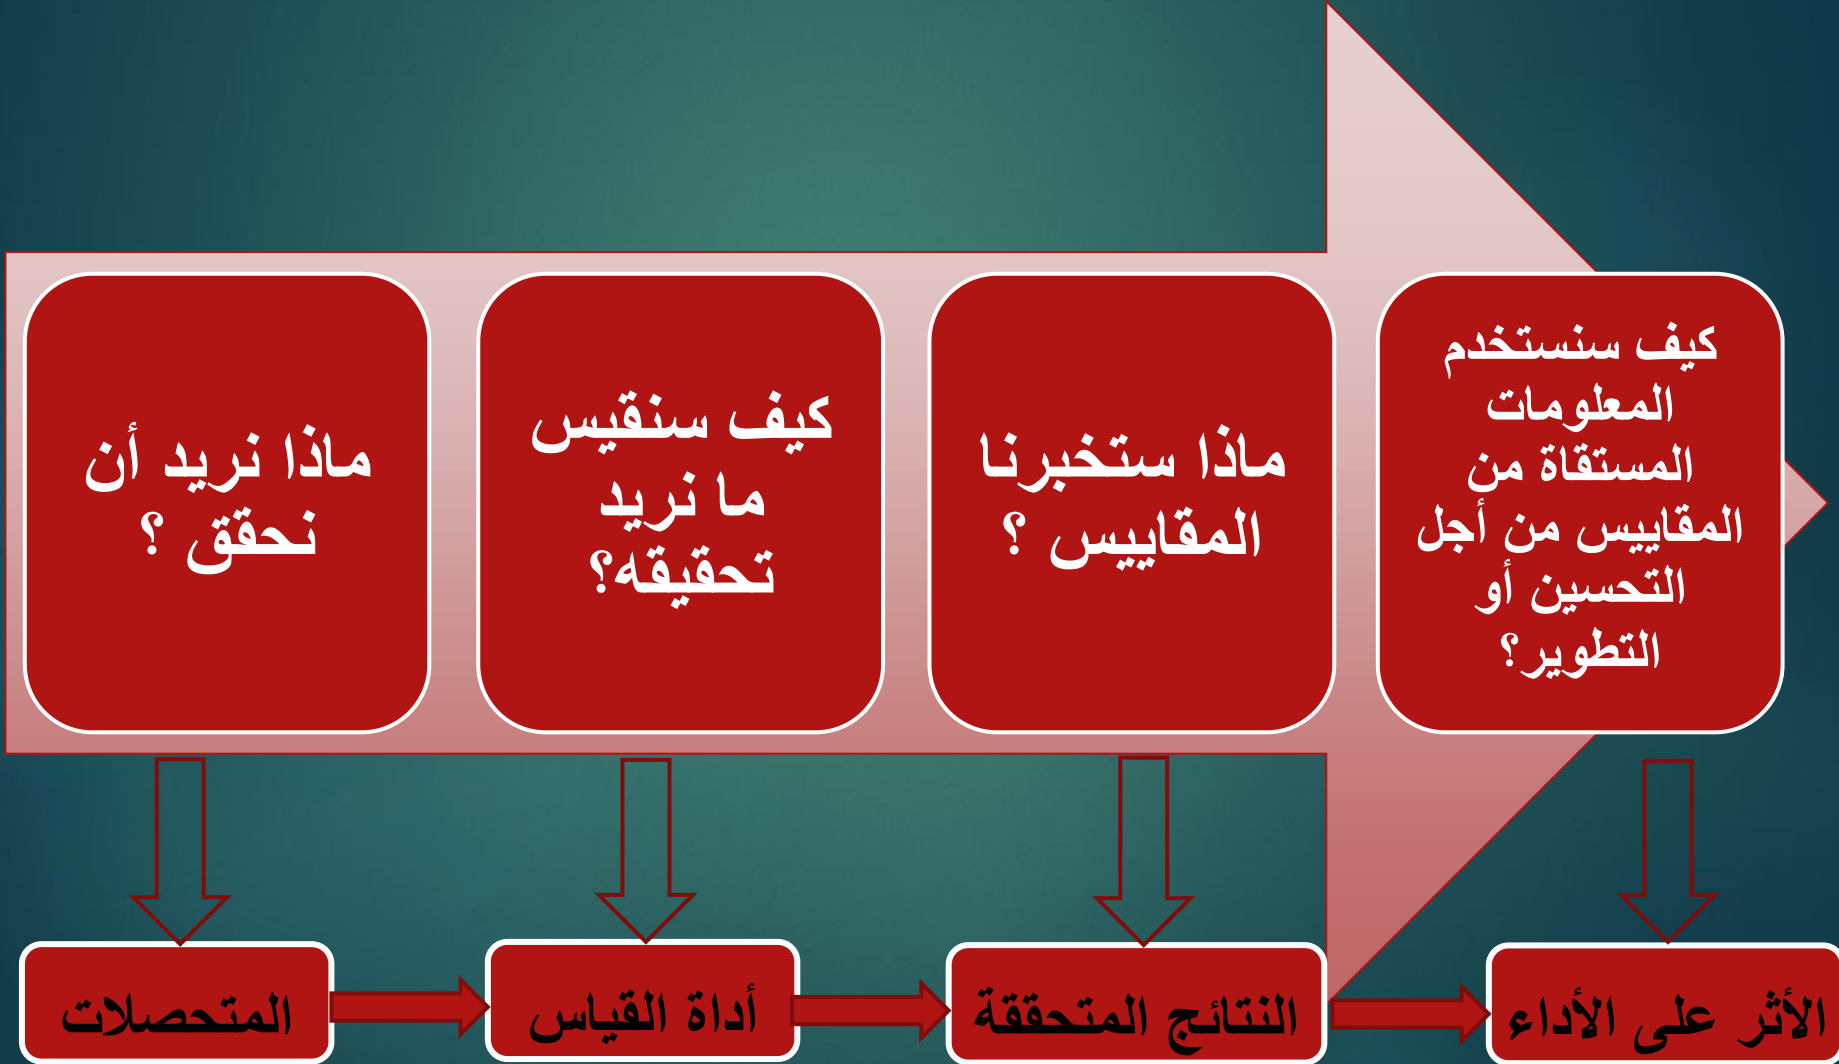 ماذا نريد أن
نحقق ؟
كيف سنقيس
ما نريد
تحقيقه؟
ماذا ستخبرنا
المقاييس ؟
كيف سنستخدم
المعلومات
المستقاة من
المقاييس من أجل
التحسين أو
التطوير؟
المتحصلات
أداة القياس
النتائج المتحققة
الأثر على الأداء